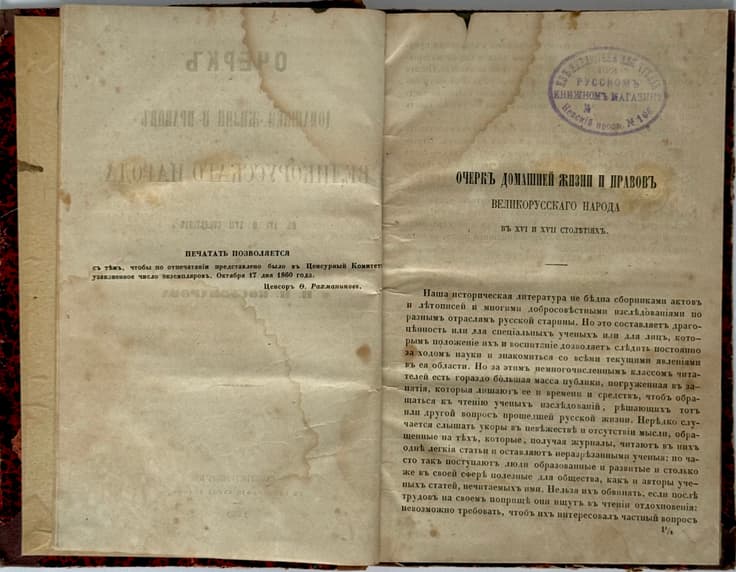 ПЕЧАТАТЬ ПОЗВОЛЯЕТСЯ
съ тѣмъ, чтобы по отпечатаніи представлено было въ Ценсурный Комитетъ
узаконенное число экземпляровъ. Октября 17 дня 1860 года.
Ценсоръ Ѳ. Рахманиновъ.
РУССКОМЪ
КНИЖНОМЪ МАГАЗИНѢ
Невскій просп. №
ОЧЕРКЪ ДОМАШНЕЙ ЖИЗНИ И НРАВОВЪ
ВЕЛИКОРУССКАГО НАРОДА
ВЪ XVI И XVII СТОЛѢТІЯХЪ.
Наша историческая литература не бѣдна сборниками актовъ
и лѣтописей и многими добросовѣстными изслѣдованіями по
разнымъ отраслямъ русской старины. Но это составляетъ драго-
цѣнность или для спеціальныхъ ученыхъ или для лицъ, кото-
рымъ положеніе ихъ и воспитаніе дозволяетъ слѣдить постоянно
за ходомъ науки и знакомиться со всѣми текущими явленіями
въ ея области. Но за этимъ немногочисленнымъ классомъ чита-
телей есть гораздо бо́льшая масса публики, погруженная въ за-
нятія, которыя лишаютъ ее и времени и средствъ, чтобъ обра-
щаться къ чтенію ученыхъ изслѣдованій, рѣшающихъ тотъ
или другой вопросъ прошедшей русской жизни. Нерѣдко слу-
чается слышать укоры въ невѣжествѣ и отсутствіи мысли, обра-
щенные на тѣхъ, которые, получая журналы, читаютъ въ нихъ
однѣ легкія статьи и оставляютъ неразрѣзанными ученыя; но ча-
сто такъ поступаютъ люди образованные и развитые и столько
же въ своей сферѣ полезные для общества, какъ и авторы уче-
ныхъ статей, нечитаемыхъ ими. Нельзя ихъ обвинять, если послѣ
трудовъ на своемъ поприщѣ они ищутъ въ чтеніи отдохновенія:
невозможно требовать, чтобъ ихъ интересовалъ частный вопросъ